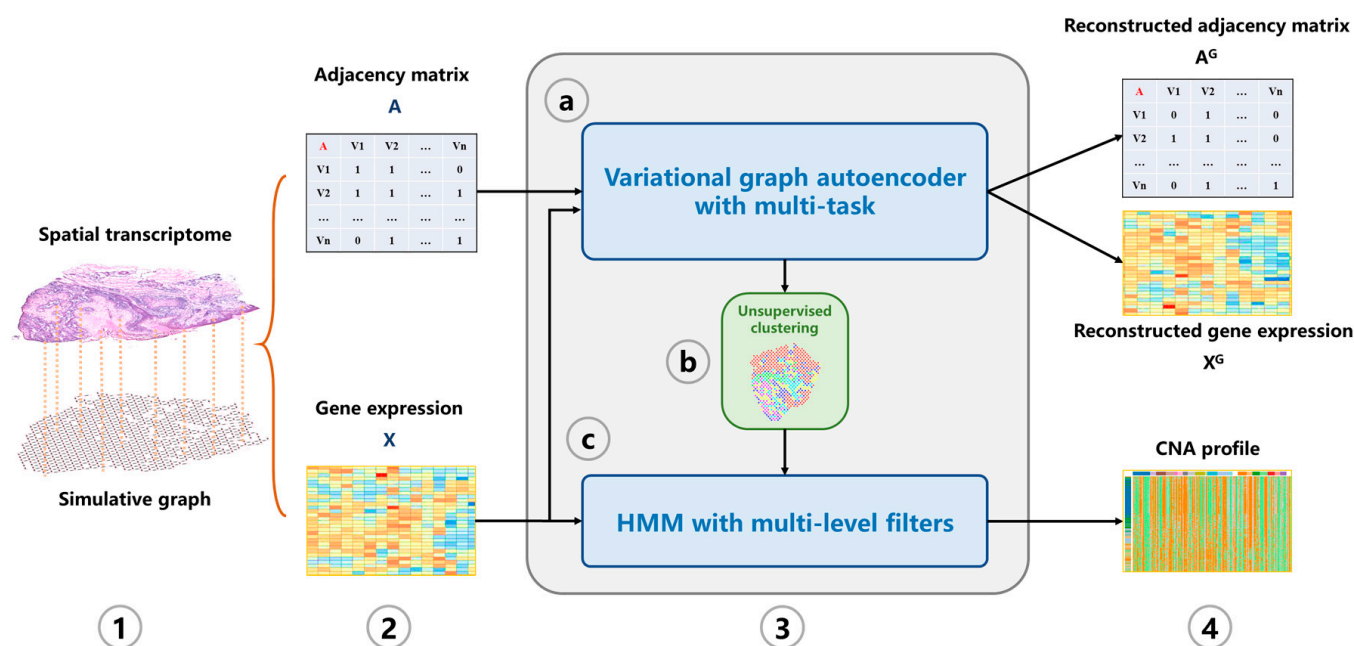 Spatial transcriptome
Simulative graph
1
Adjacency matrix
A
A V1 V2 ... Vn
V1 1 1 ... 0
V2 1 1 ... 1
... ... ... ... ...
Vn 0 1 ... 1
Gene expression
X
2
a
Variational graph autoencoder
with multi-task
b
Unsupervised
clustering
c
HMM with multi-level filters
3
Reconstructed adjacency matrix
Aᴳ
A V1 V2 ... Vn
V1 0 1 ... 0
V2 1 1 ... 0
... ... ... ... ...
Vn 0 1 ... 1
Reconstructed gene expression
Xᴳ
CNA profile
4